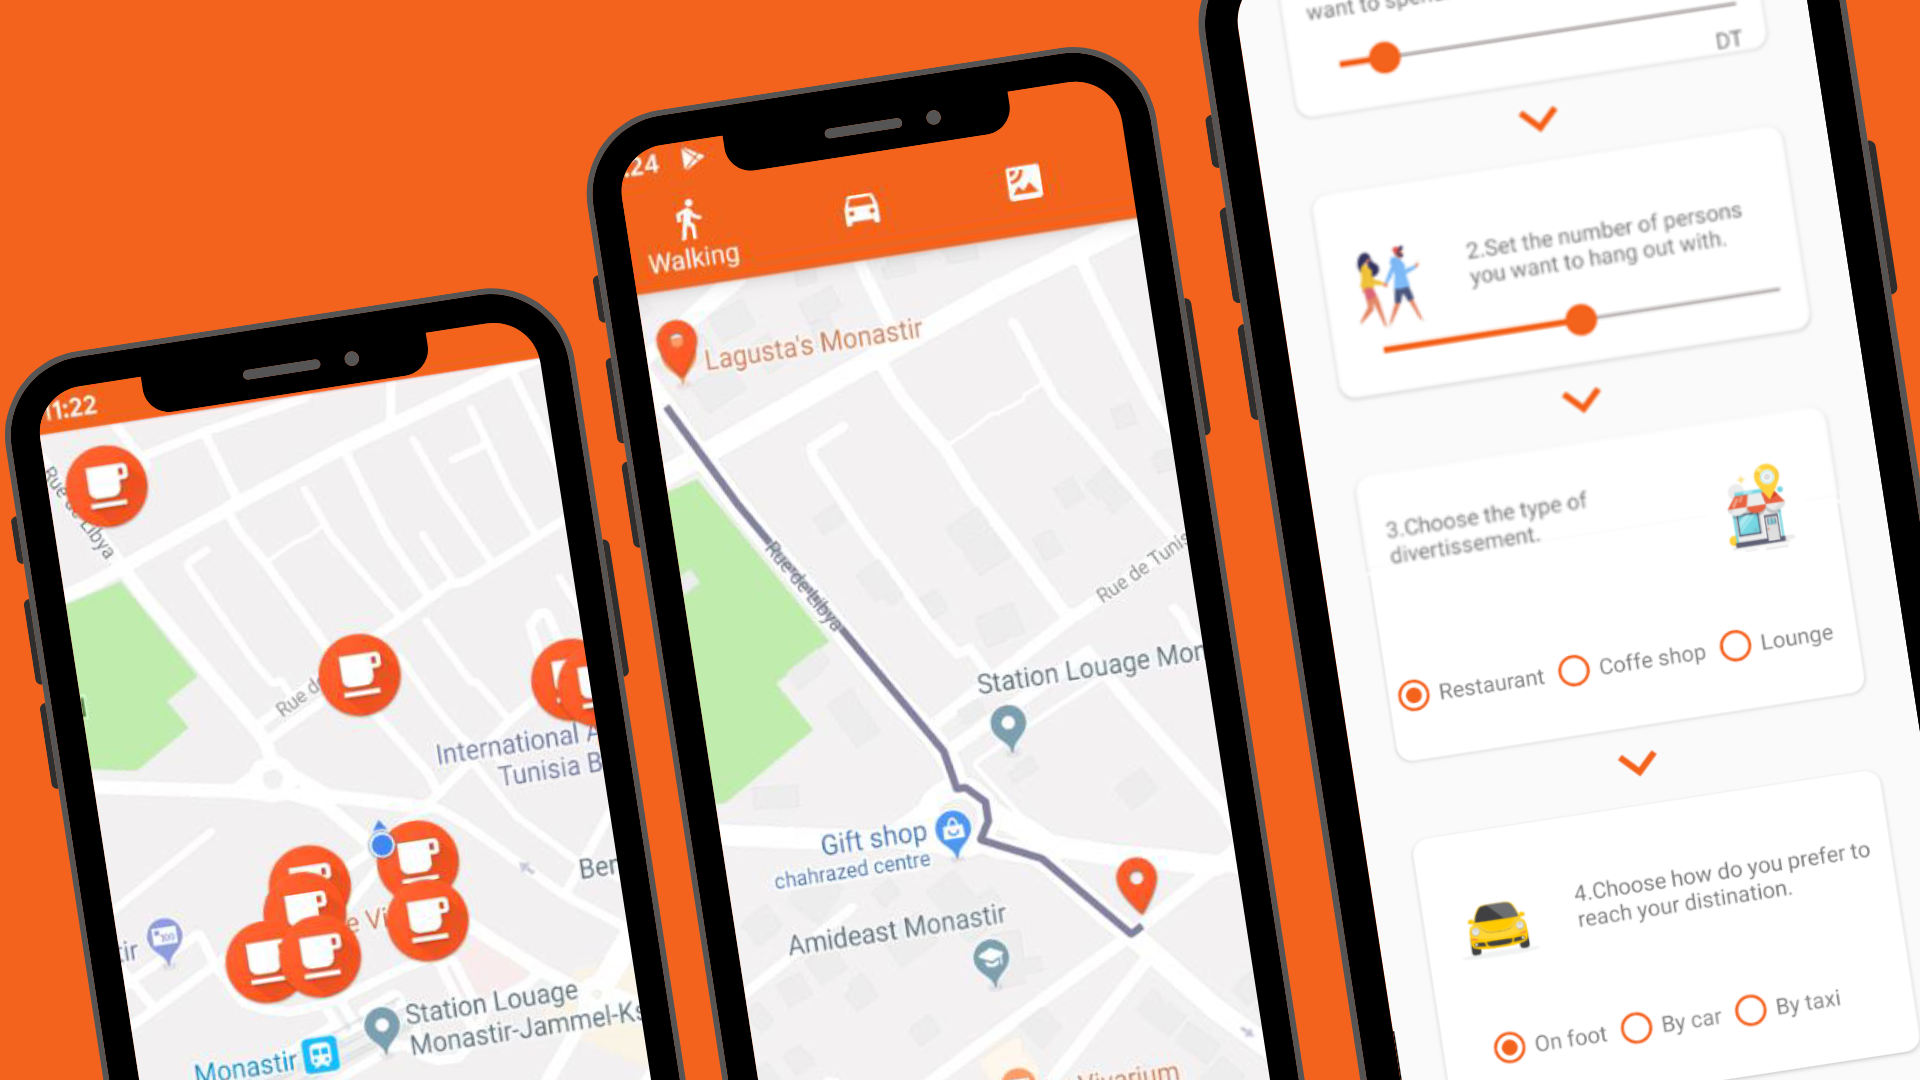 11:22
Rue de Libya
Rue de
International A
Tunisia B
Ber
e Vi
tir
Station Louage
Monastir-Jammel-Ks
Monastir
:24
Walking
Lagusta's Monastir
Rue de Libya
Rue de Tunis
Station Louage Mon
Gift shop
chahrazed centre
Amideast Monastir
Vivarium
want to spend
DT
2.Set the number of persons
you want to hang out with.
3.Choose the type of
divertissement.
Restaurant
Coffe shop
Lounge
4.Choose how do you prefer to
reach your distination.
On foot
By car
By taxi